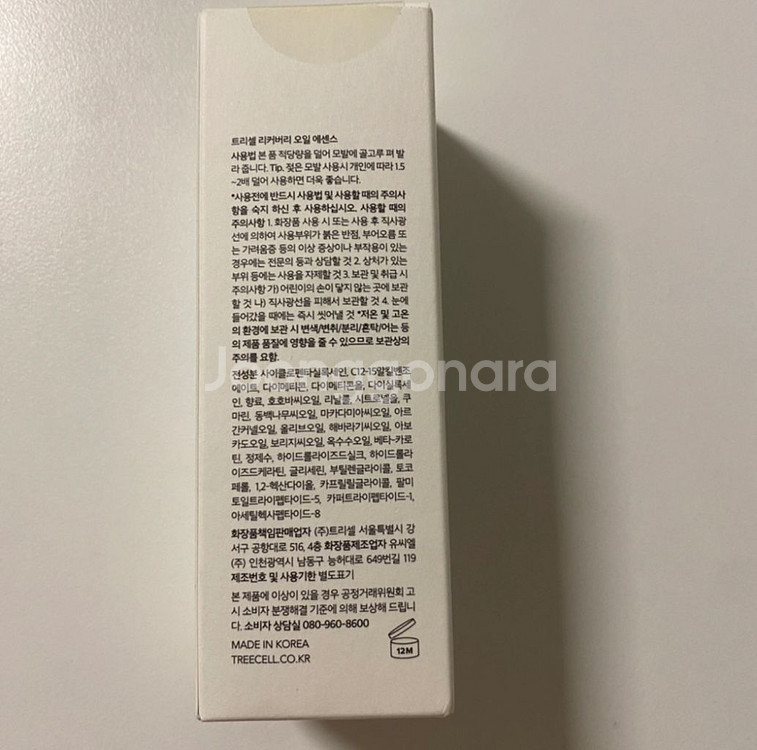 트리셀 리커버리 오일 에센스
사용법 본 품 적당량을 덜어 모발에 골고루 펴 발
라 줍니다. Tip. 젖은 모발 사용시 개인에 따라 1.5
~2배 덜어 사용하면 더욱 좋습니다.
*사용전에 반드시 사용법 및 사용할 때의 주의사
항을 숙지 하신 후 사용하십시오. 사용할 때의
주의사항 1. 화장품 사용 시 또는 사용 후 직사광
선에 의하여 사용부위가 붉은 반점, 부어오름 또
는 가려움증 등의 이상 증상이나 부작용이 있는
경우에는 전문의 등과 상담할 것 2. 상처가 있는
부위 등에는 사용을 자제할 것 3. 보관 및 취급 시
주의사항 가) 어린이의 손이 닿지 않는 곳에 보관
할 것 나) 직사광선을 피해서 보관할 것 4. 눈에
들어갔을 때에는 즉시 씻어낼 것 *저온 및 고온
의 환경에 보관 시 변색/변취/분리/혼탁/어는 등
의 제품 품질에 영향을 줄 수 있으므로 보관상의
주의를 요함.
전성분 사이클로펜타실록세인, C12-15알킬벤조
에이트, 다이메티콘, 다이메티콘올, 다이실록세
인, 향료, 호호바씨오일, 리날룰, 시트로넬올, 쿠
마린, 동백나무씨오일, 마카다미아씨오일, 아르
간커넬오일, 올리브오일, 해바라기씨오일, 아보
카도오일, 보리지씨오일, 옥수수오일, 베타-카로
틴, 정제수, 하이드롤라이즈드실크, 하이드롤라
이즈드케라틴, 글리세린, 부틸렌글라이콜, 토코
페롤, 1,2-헥산다이올, 카프릴릴글라이콜, 팔미
토일트라이펩타이드-5, 카퍼트라이펩타이드-1,
아세틸헥사펩타이드-8
화장품책임판매업자 (주)트리셀 서울특별시 강
서구 공항대로 516, 4층 화장품제조업자 유씨엘
(주) 인천광역시 남동구 능허대로 649번길 119
제조번호 및 사용기한 별도표기
본 제품에 이상이 있을 경우 공정거래위원회 고
시 소비자 분쟁해결 기준에 의해 보상해 드립니
다. 소비자 상담실 080-960-8600
MADE IN KOREA
TREECELL.CO.KR
12M
Joonggonara